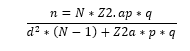 n = N * Z2. ap * q
d² * (N − 1) + Z2a * p * q